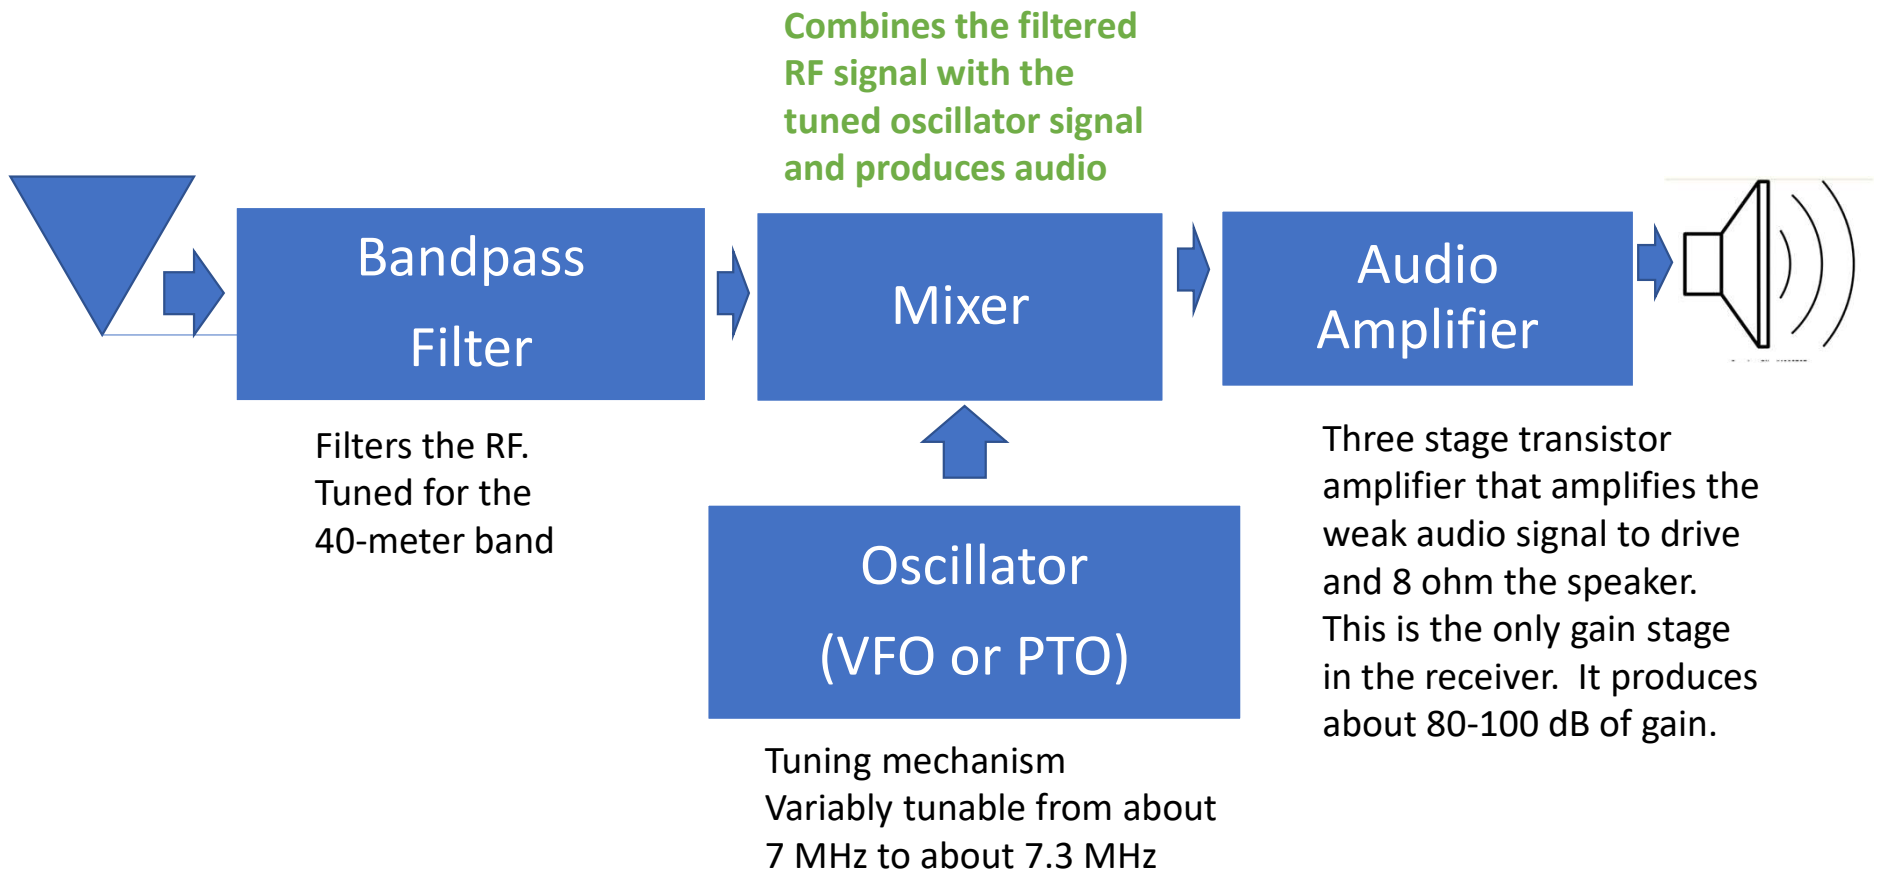 Combines the filtered
RF signal with the
tuned oscillator signal
and produces audio
Bandpass
Filter
Mixer
Audio
Amplifier
Filters the RF.
Tuned for the
40-meter band
Oscillator
(VFO or PTO)
Three stage transistor
amplifier that amplifies the
weak audio signal to drive
and 8 ohm the speaker.
This is the only gain stage
in the receiver.  It produces
about 80-100 dB of gain.
Tuning mechanism
Variably tunable from about
7 MHz to about 7.3 MHz